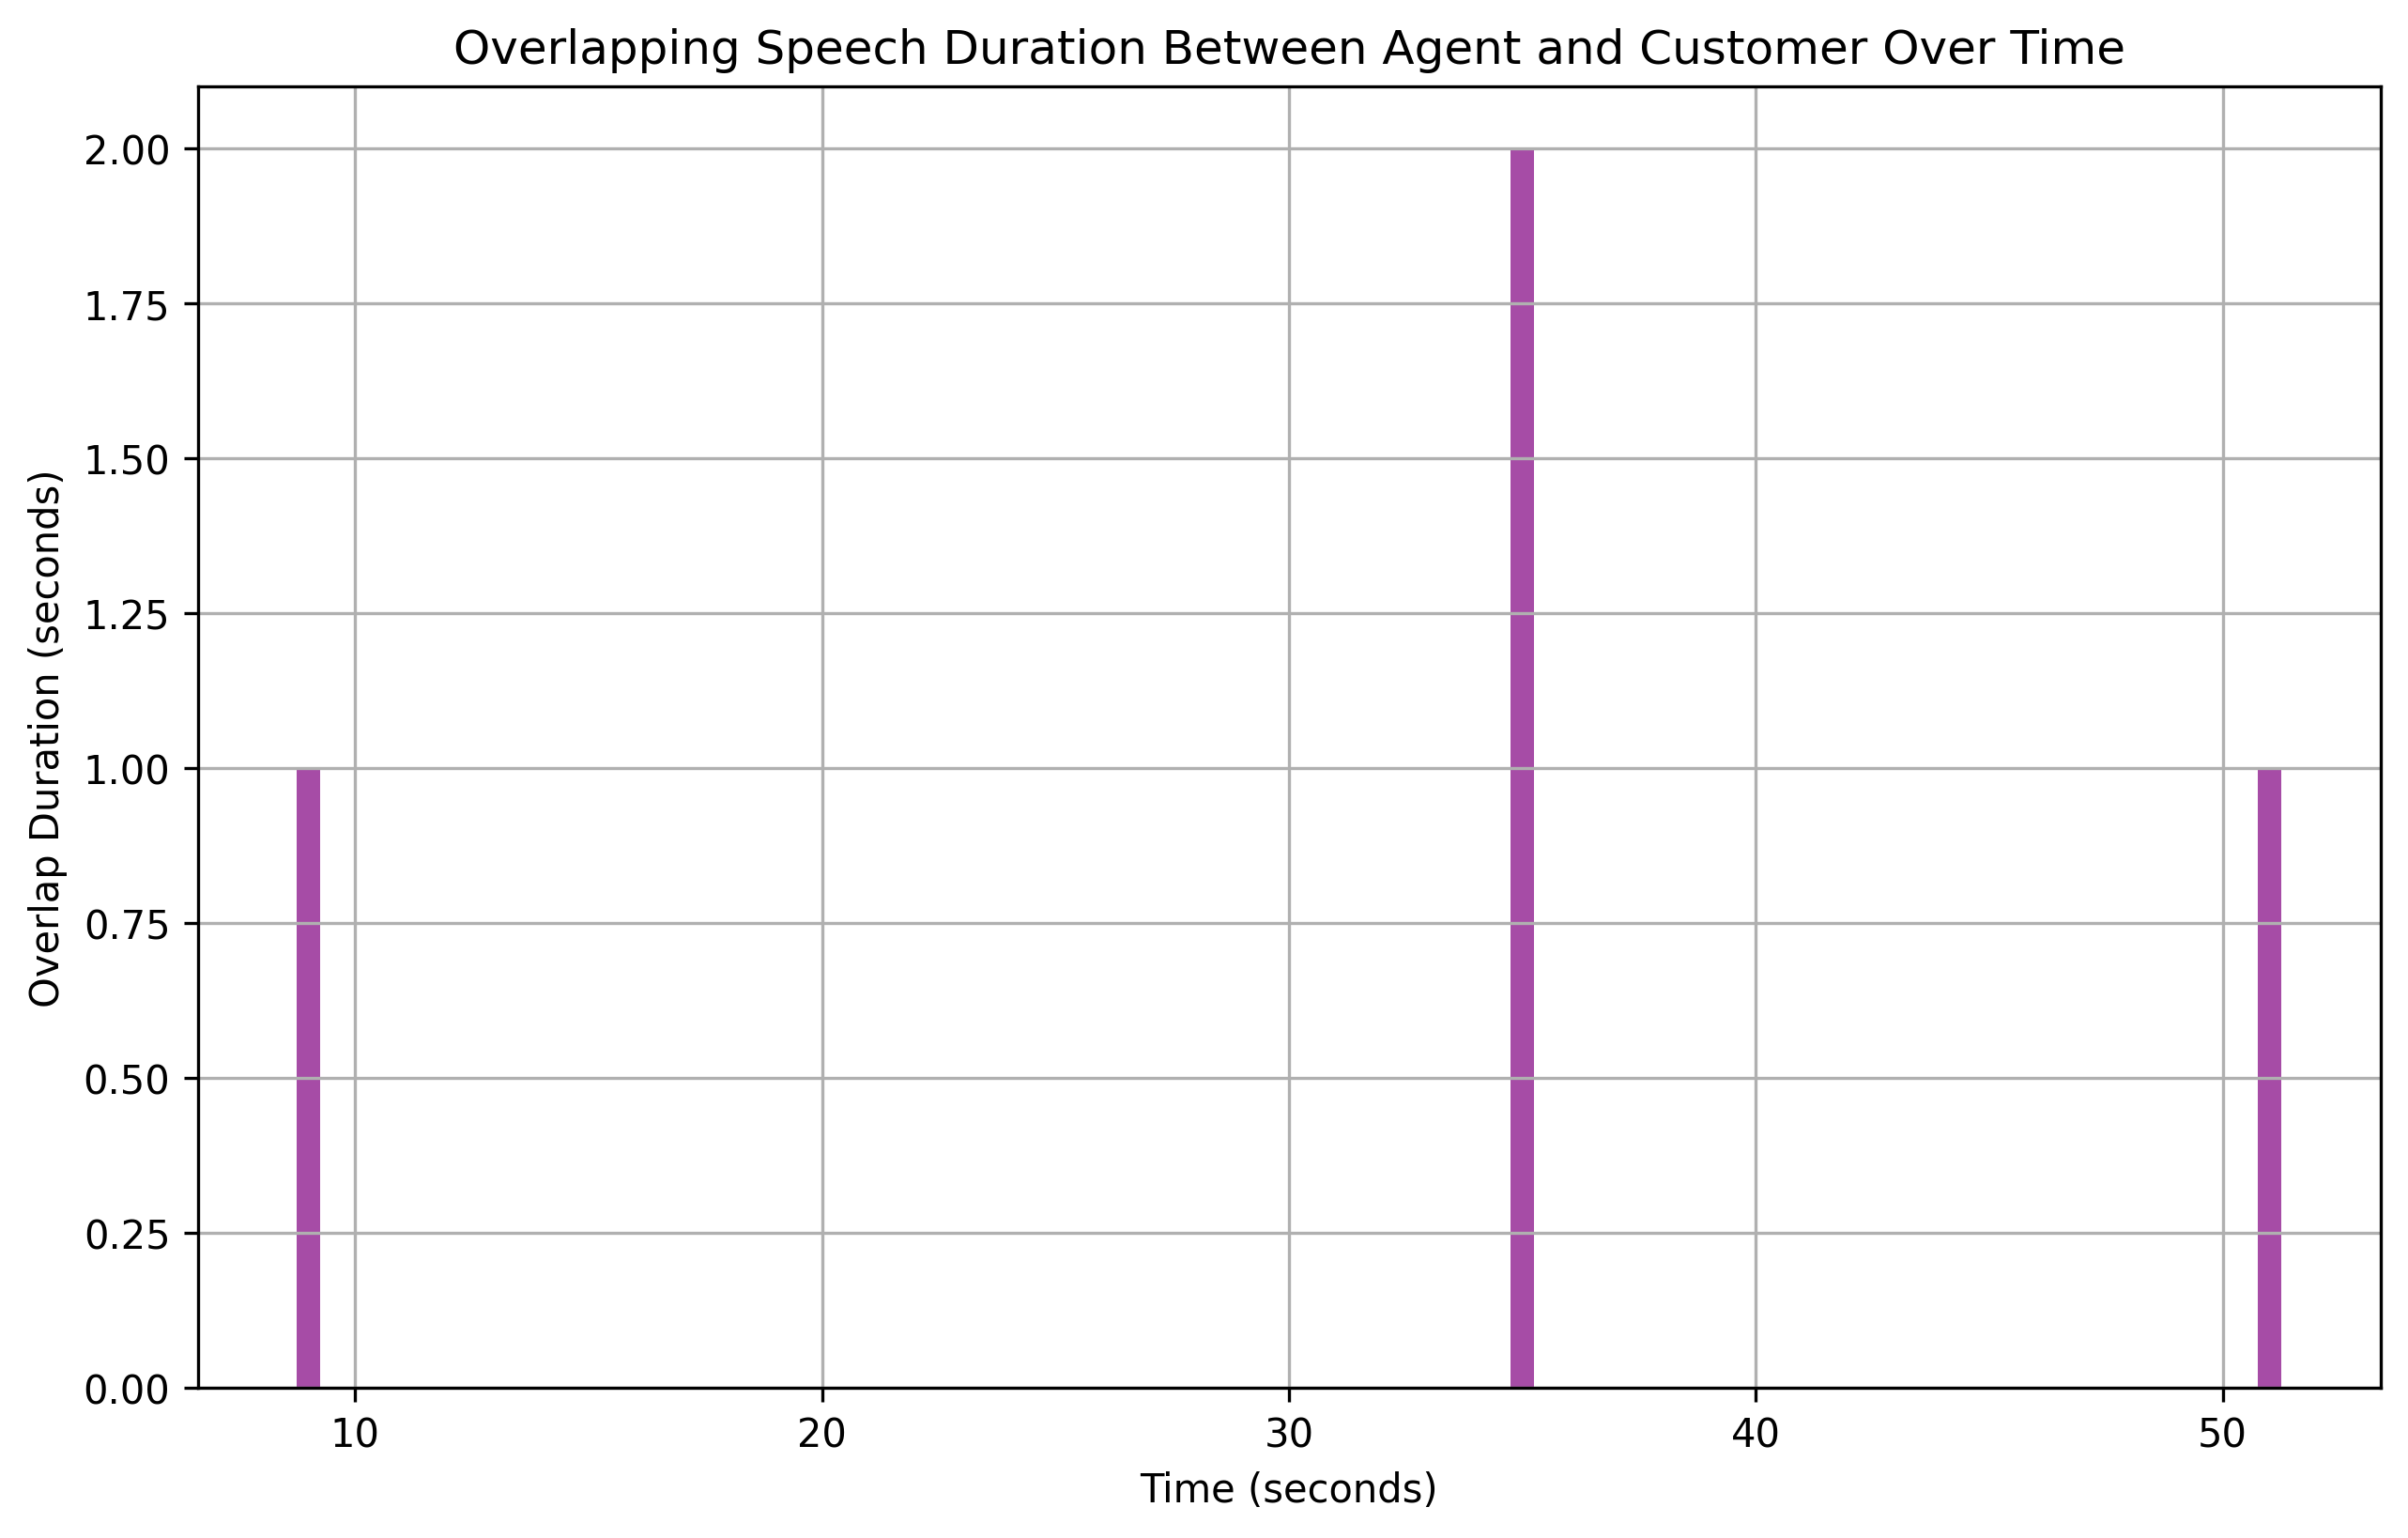 Overlapping Speech Duration Between Agent and Customer Over Time
Overlap Duration (seconds)
2.00
1.75
1.50
1.25
1.00
0.75
0.50
0.25
0.00
10 20 30 40 50
Time (seconds)